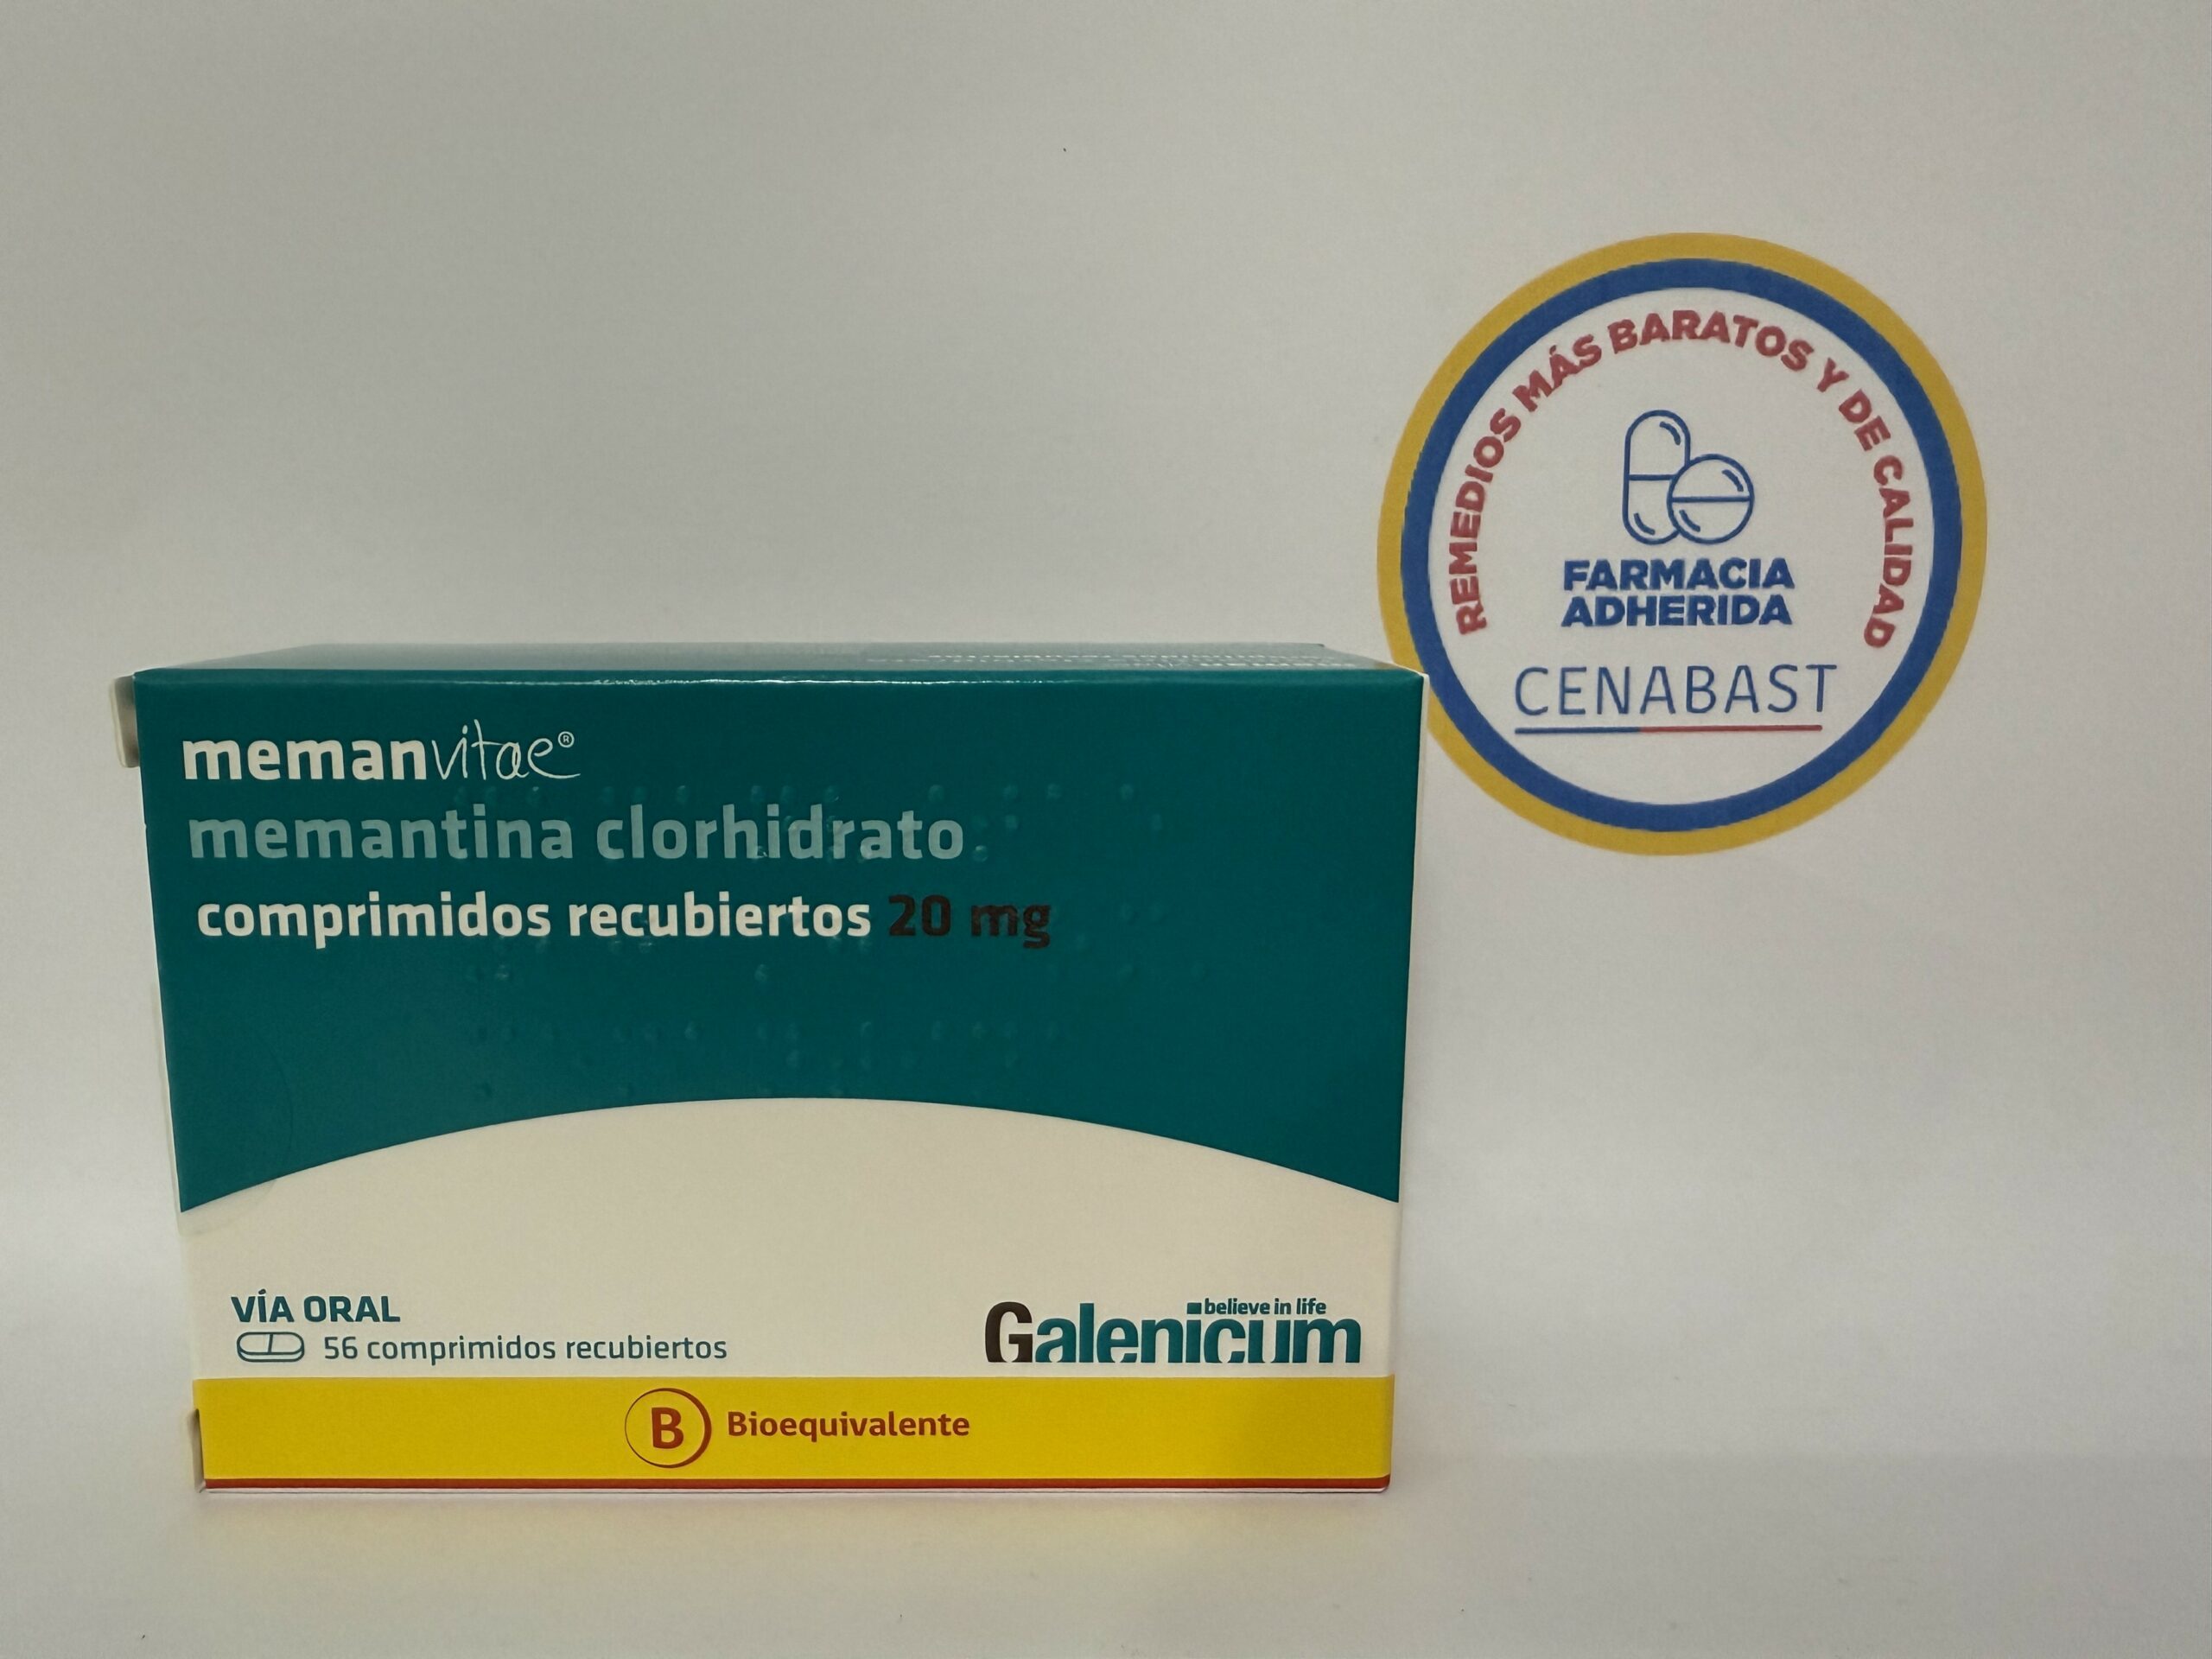 REMEDIOS MÁS BARATOS Y DE CALIDAD
FARMACIA
ADHERIDA
CENABAST
memanvitae®
memantina clorhidrato
comprimidos recubiertos 20 mg
VÍA ORAL
56 comprimidos recubiertos
believe in life
Galenicum
B Bioequivalente